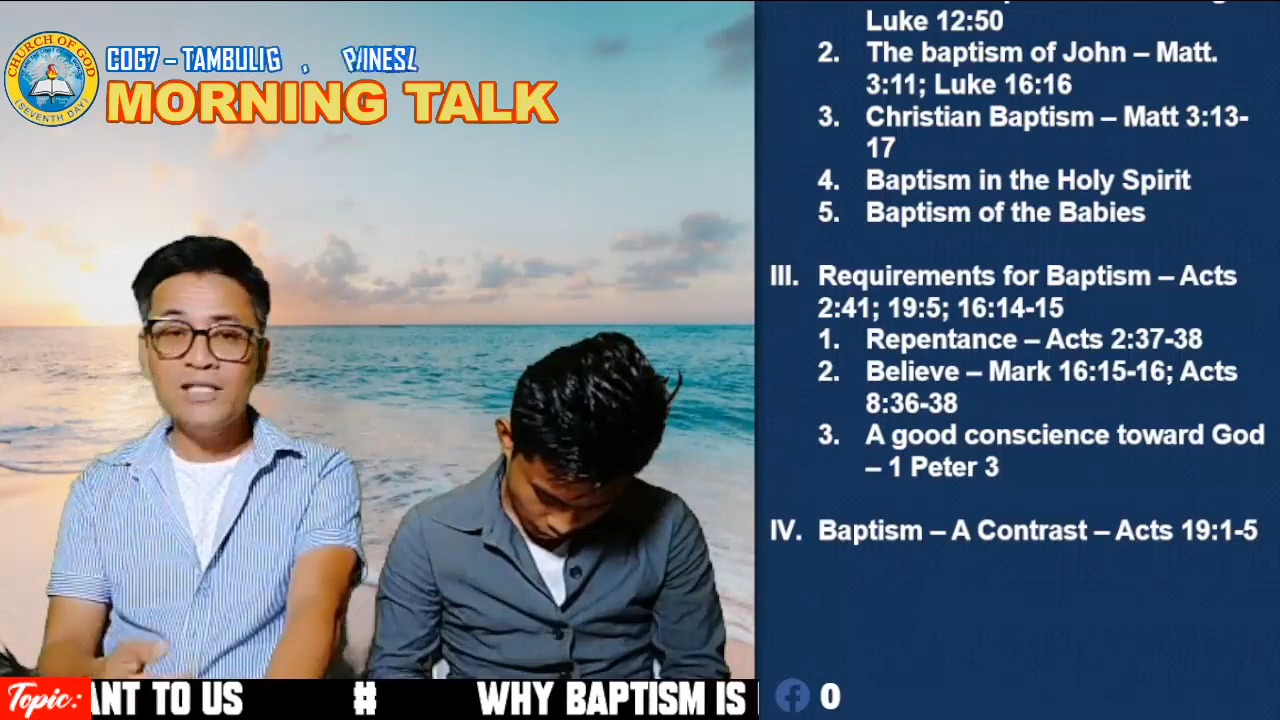 CHURCH OF GOD
(SEVENTH DAY)
COG7 – TAMBULIG ,
MORNING TALK
Luke 12:50
2. The baptism of John – Matt.
3:11; Luke 16:16
3. Christian Baptism – Matt 3:13-
17
4. Baptism in the Holy Spirit
5. Baptism of the Babies
III. Requirements for Baptism – Acts
2:41; 19:5; 16:14-15
1. Repentance – Acts 2:37-38
2. Believe – Mark 16:15-16; Acts
8:36-38
3. A good conscience toward God
– 1 Peter 3
IV. Baptism – A Contrast – Acts 19:1-5
Topic: ANT TO US # WHY BAPTISM IS
0